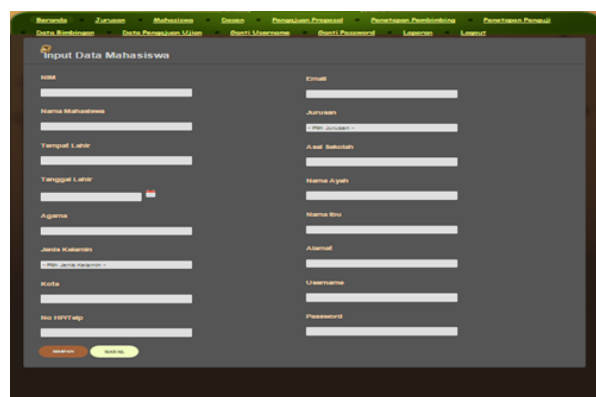 Beranda Jurusan Mahasiswa Dosen Pengajuan Proposal Penetapan Pembimbing Penetapan Penguji
Data Bimbingan Data Pengajuan Ujian Ganti Username Ganti Password Laporan Logout
Input Data Mahasiswa
NIM
Nama Mahasiswa
Tempat Lahir
Tanggal Lahir
Agama
Jenis Kelamin
- Pilih Jenis Kelamin -
Kota
No HP/Telp
Email
Jurusan
- Pilih Jurusan -
Asal Sekolah
Nama Ayah
Nama Ibu
Alamat
Username
Password